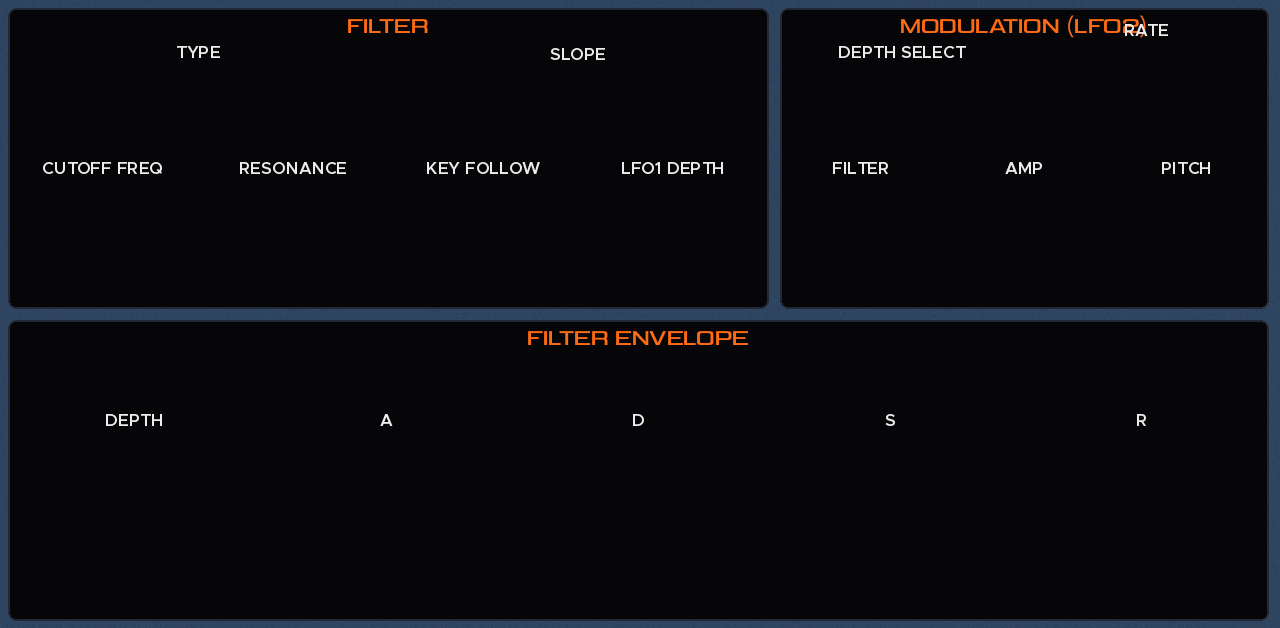 FILTER
TYPE
SLOPE
CUTOFF FREQ
RESONANCE
KEY FOLLOW
LFO1 DEPTH
MODULATION (LFO2)
RATE
DEPTH SELECT
FILTER
AMP
PITCH
FILTER ENVELOPE
DEPTH
A
D
S
R